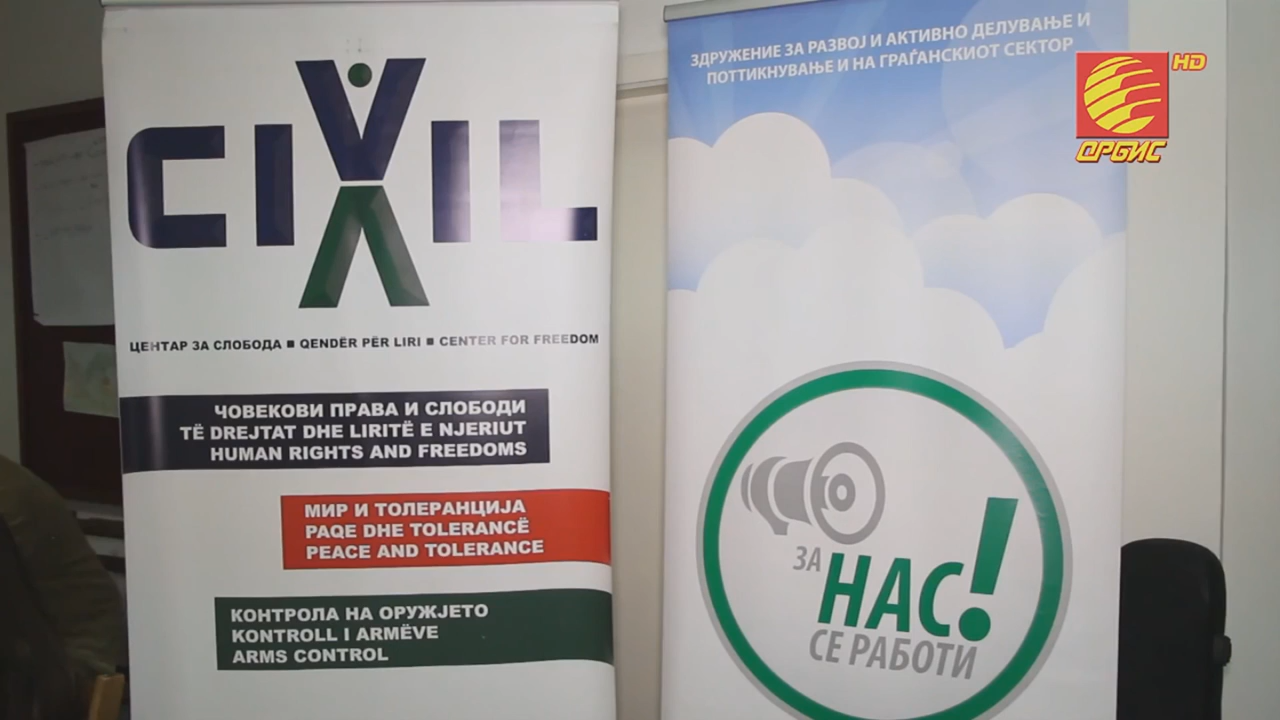 CIVIL
ЦЕНТАР ЗА СЛОБОДА ■ QENDËR PËR LIRI ■ CENTER FOR FREEDOM
ЧОВЕКОВИ ПРАВА И СЛОБОДИ
TË DREJTAT DHE LIRITË E NJERIUT
HUMAN RIGHTS AND FREEDOMS
МИР И ТОЛЕРАНЦИЈА
PAQE DHE TOLERANCË
PEACE AND TOLERANCE
КОНТРОЛА НА ОРУЖЈЕТО
KONTROLL I ARMËVE
ARMS CONTROL
ЗДРУЖЕНИЕ ЗА РАЗВОЈ И АКТИВНО ДЕЛУВАЊЕ И
ПОТТИКНУВАЊЕ И НА ГРАЃАНСКИОТ СЕКТОР
ЗА
НАС!
СЕ РАБОТИ
HD
ОРБИС